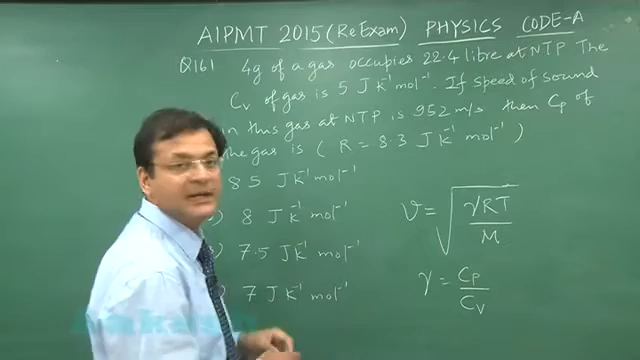 AIPMT 2015 (ReExam) PHYSICS CODE-A
Q161 4g of a gas occupies 22.4 litre at NTP The
Cv of gas is 5 J K⁻¹ mol⁻¹. If speed of sound
in this gas at NTP is 952 m/s then Cp of
the gas is ( R = 8.3 J K⁻¹ mol⁻¹ )
8.5 J K⁻¹ mol⁻¹
) 8 J K⁻¹ mol⁻¹
) 7.5 J K⁻¹ mol⁻¹
) 7 J K⁻¹ mol⁻¹
v = √(γRT/M)
γ = Cp/Cv